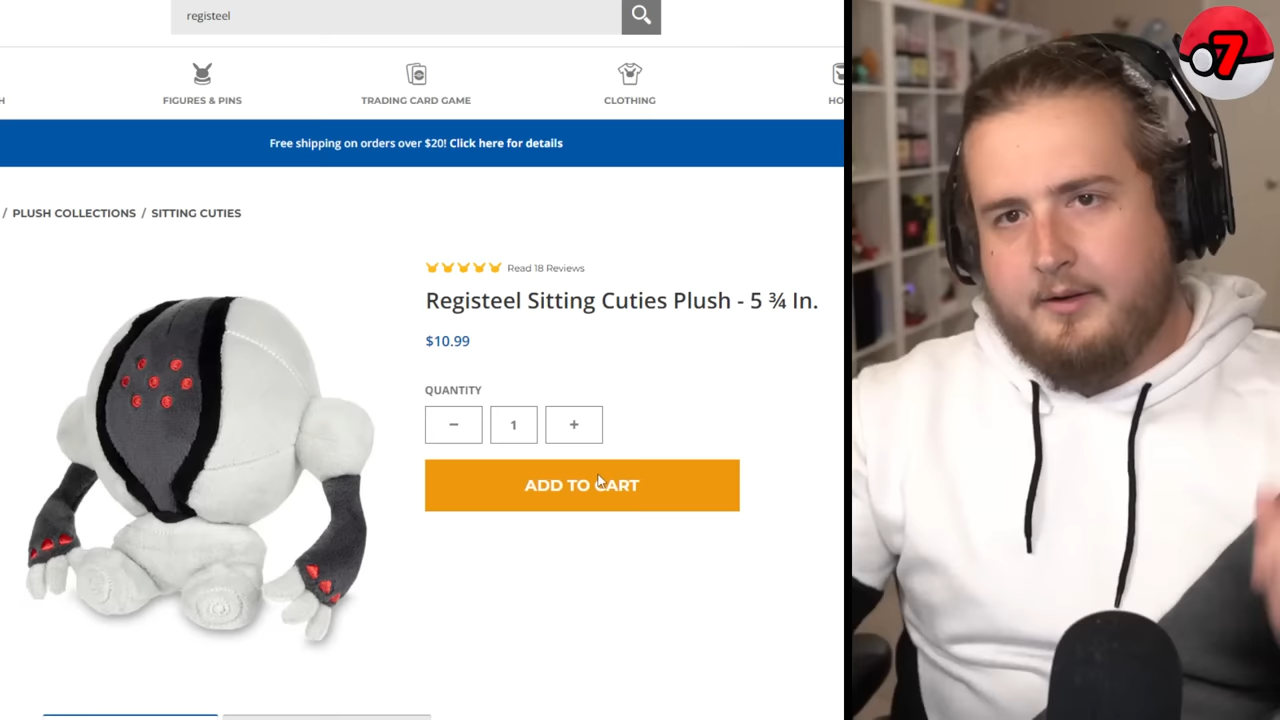 registeel
7
H
FIGURES & PINS
TRADING CARD GAME
CLOTHING
HO
Free shipping on orders over $20! Click here for details
/ PLUSH COLLECTIONS / SITTING CUTIES
Read 18 Reviews
Registeel Sitting Cuties Plush - 5 ¾ In.
$10.99
QUANTITY
− 1 +
ADD TO CART